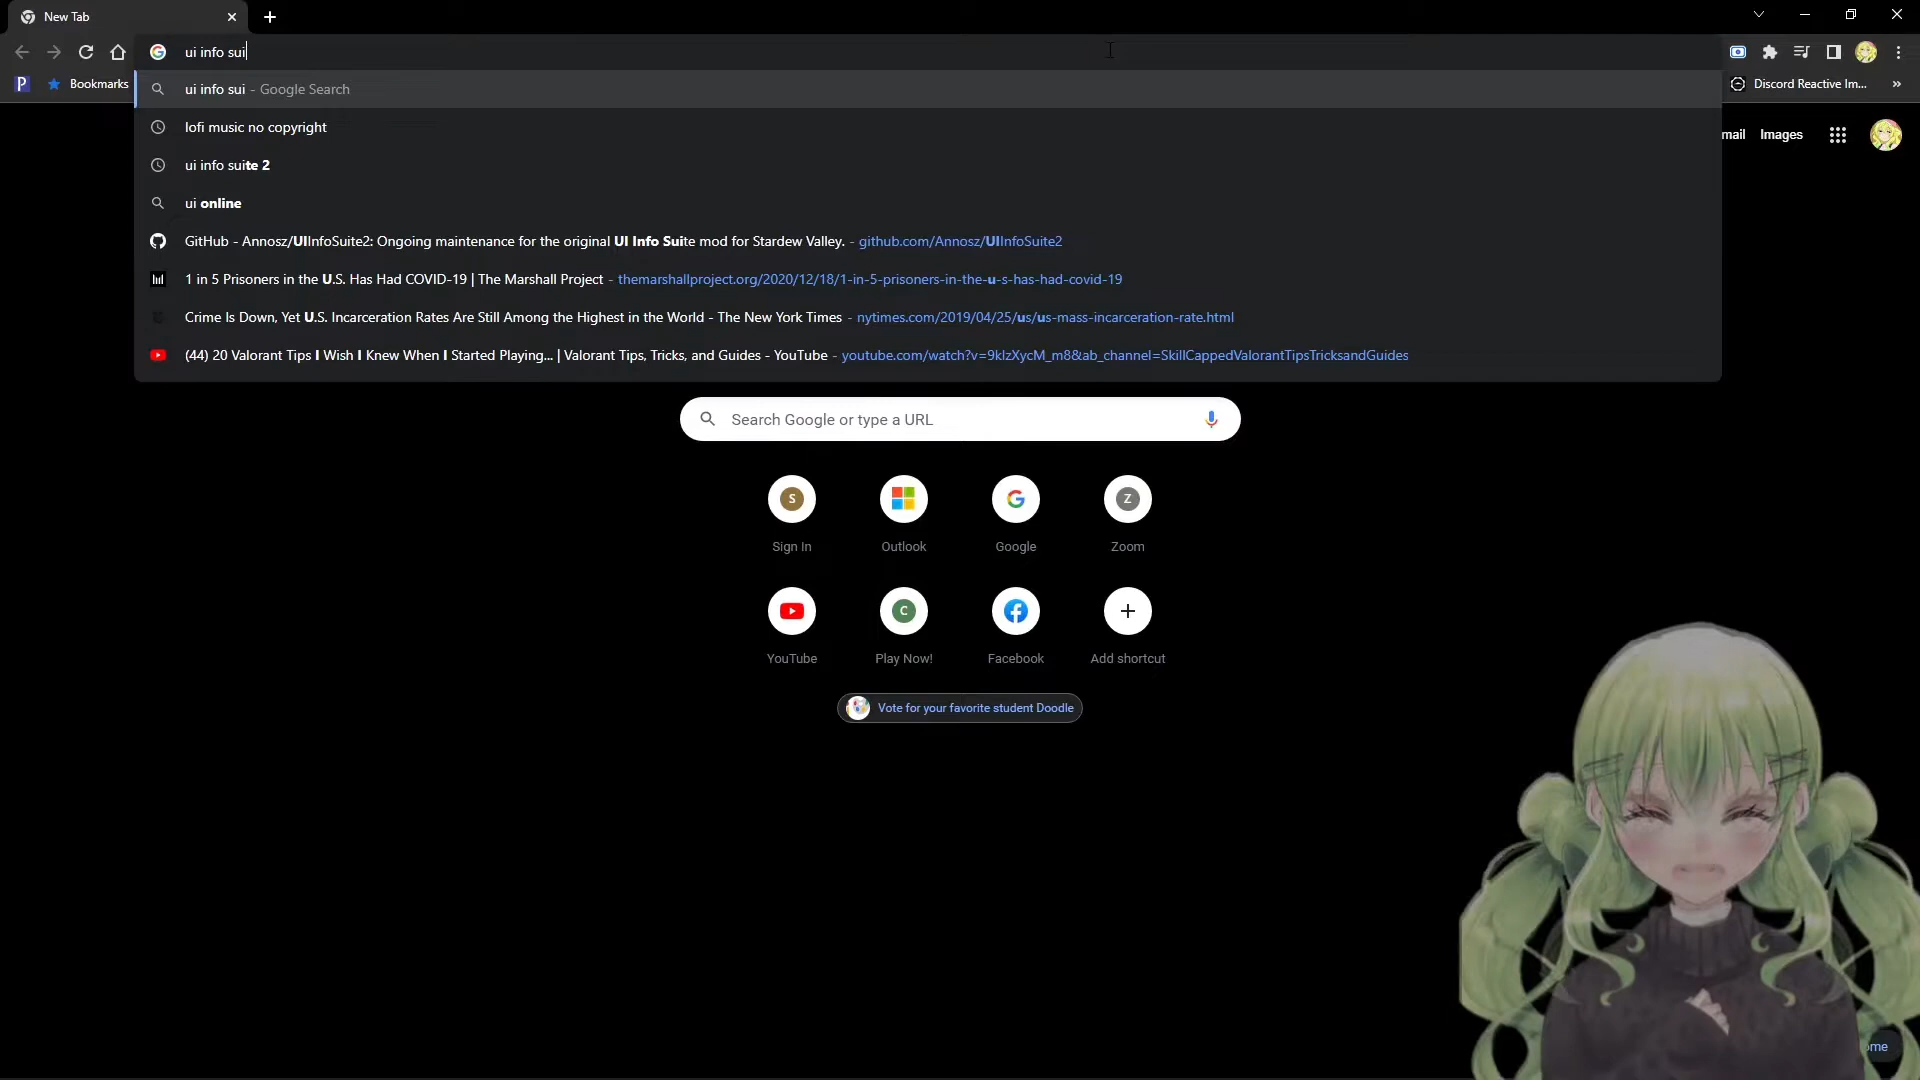 New Tab
ui info sui
P
Bookmarks
Discord Reactive Im...
»
ui info sui - Google Search
lofi music no copyright
ui info suite 2
ui online
GitHub - Annosz/UIInfoSuite2: Ongoing maintenance for the original UI Info Suite mod for Stardew Valley. - github.com/Annosz/UIInfoSuite2
1 in 5 Prisoners in the U.S. Has Had COVID-19 | The Marshall Project - themarshallproject.org/2020/12/18/1-in-5-prisoners-in-the-u-s-has-had-covid-19
Crime Is Down, Yet U.S. Incarceration Rates Are Still Among the Highest in the World - The New York Times - nytimes.com/2019/04/25/us/us-mass-incarceration-rate.html
(44) 20 Valorant Tips I Wish I Knew When I Started Playing... | Valorant Tips, Tricks, and Guides - YouTube - youtube.com/watch?v=9klzXycM_m8&ab_channel=SkillCappedValorantTipsTricksandGuides
mail Images
Search Google or type a URL
S Z
Sign In Outlook Google Zoom
C
YouTube Play Now! Facebook Add shortcut
Vote for your favorite student Doodle
ome